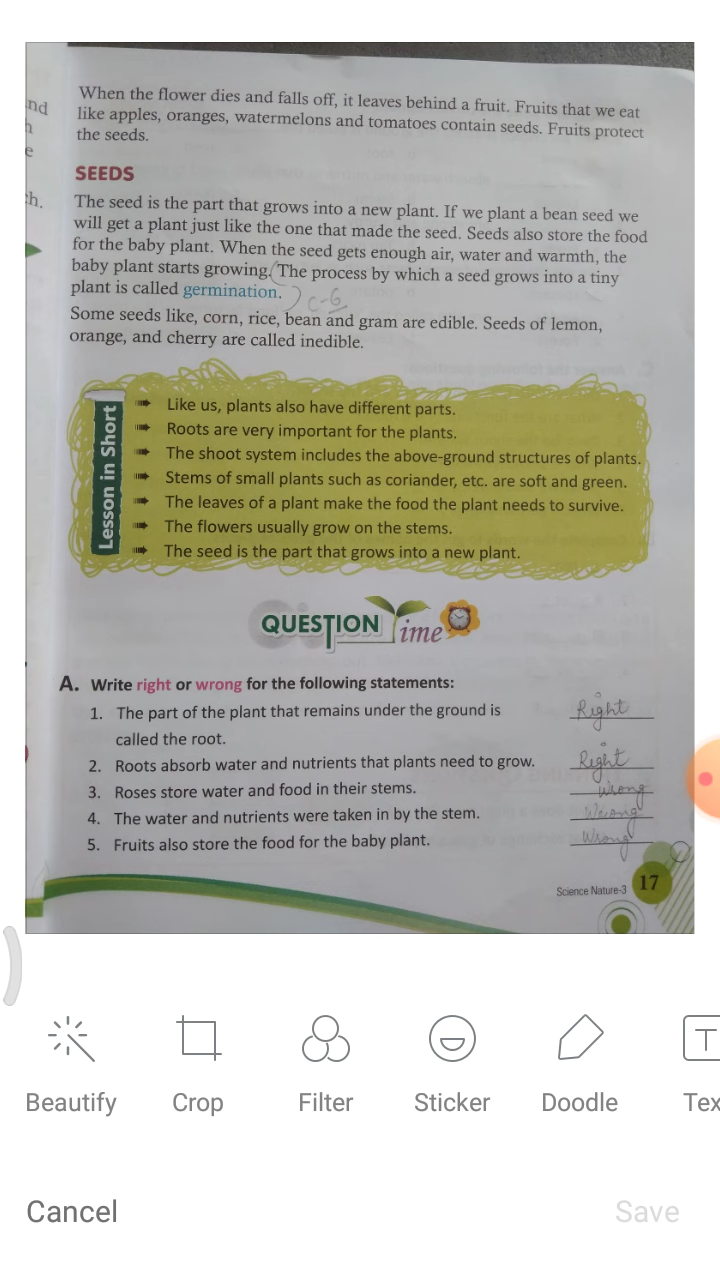 When the flower dies and falls off, it leaves behind a fruit. Fruits that we eat
like apples, oranges, watermelons and tomatoes contain seeds. Fruits protect
the seeds.
nd
h
e
ch.
SEEDS
The seed is the part that grows into a new plant. If we plant a bean seed we
will get a plant just like the one that made the seed. Seeds also store the food
for the baby plant. When the seed gets enough air, water and warmth, the
baby plant starts growing. (The process by which a seed grows into a tiny
plant is called germination. ) c-6
Some seeds like, corn, rice, bean and gram are edible. Seeds of lemon,
orange, and cherry are called inedible.
Lesson in Short
Like us, plants also have different parts.
Roots are very important for the plants.
The shoot system includes the above-ground structures of plants.
Stems of small plants such as coriander, etc. are soft and green.
The leaves of a plant make the food the plant needs to survive.
The flowers usually grow on the stems.
The seed is the part that grows into a new plant.
QUESTION Time
A. Write right or wrong for the following statements:
1. The part of the plant that remains under the ground is Right
called the root.
2. Roots absorb water and nutrients that plants need to grow. Right
3. Roses store water and food in their stems. Wrong
4. The water and nutrients were taken in by the stem. Wrong
5. Fruits also store the food for the baby plant. Wrong
Science Nature-3 17
Beautify Crop Filter Sticker Doodle Tex
Cancel Save